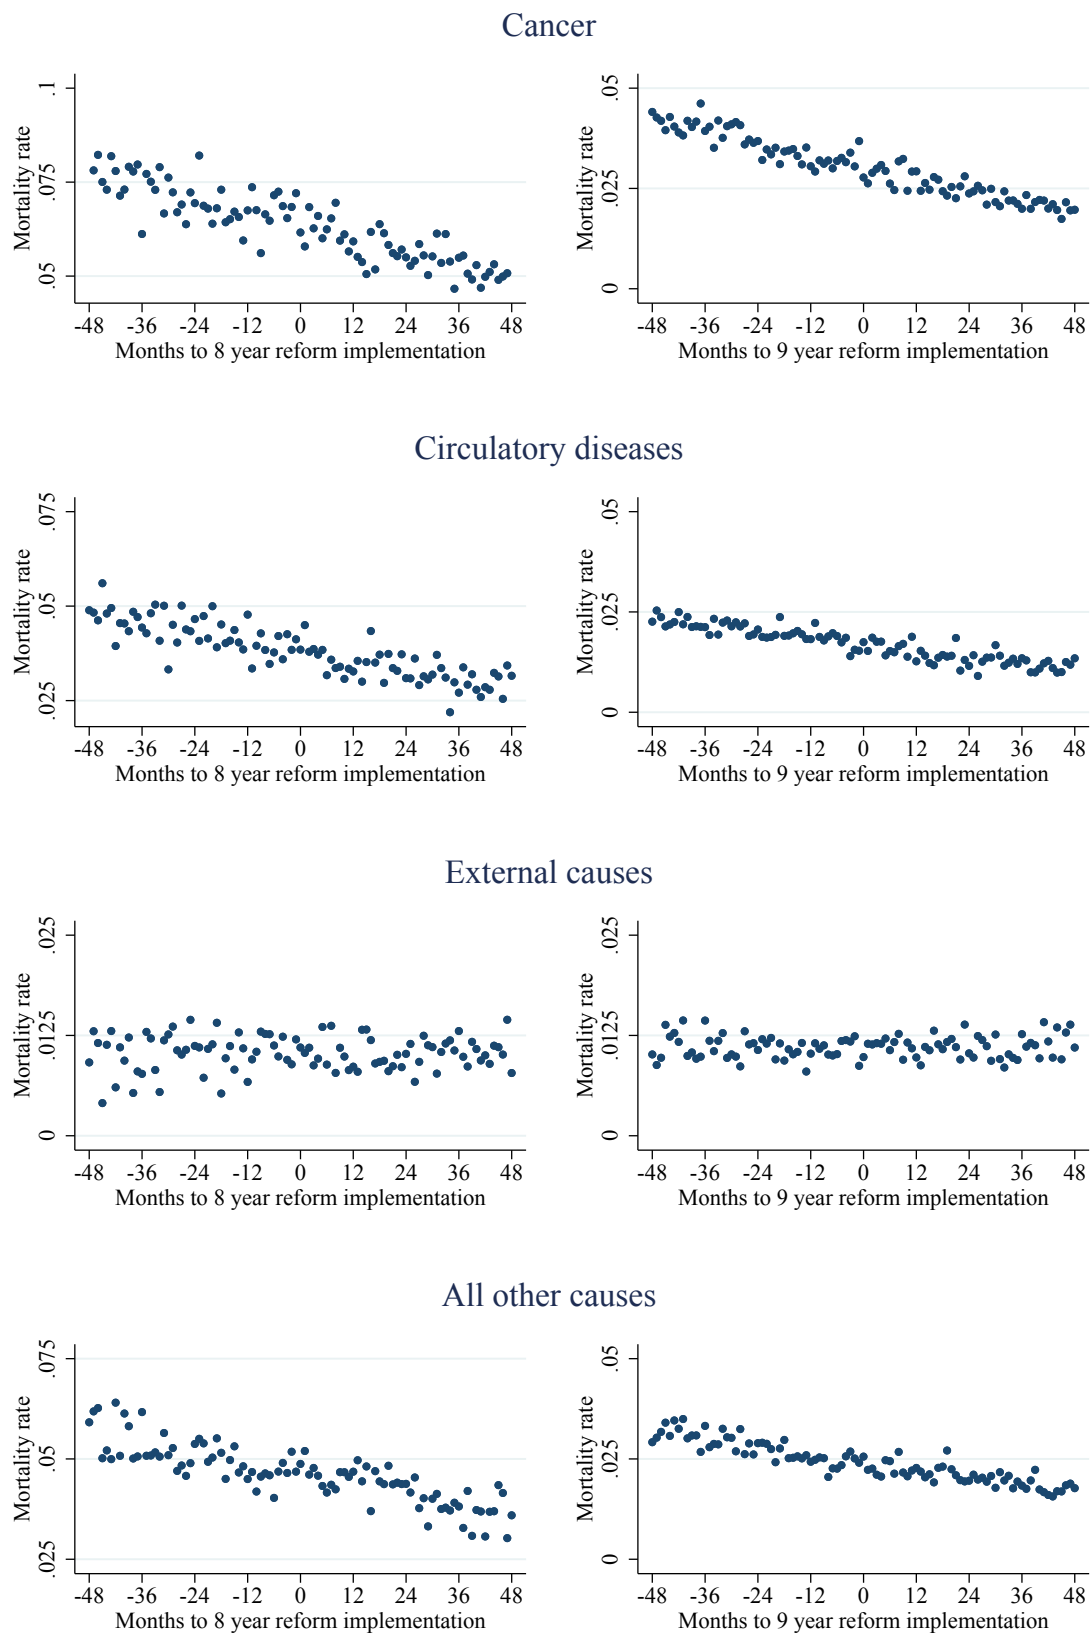 Cancer
Mortality rate
.1
.075
.05
-48 -36 -24 -12 0 12 24 36 48
Months to 8 year reform implementation
Mortality rate
.05
.025
0
-48 -36 -24 -12 0 12 24 36 48
Months to 9 year reform implementation
Circulatory diseases
Mortality rate
.075
.05
.025
-48 -36 -24 -12 0 12 24 36 48
Months to 8 year reform implementation
Mortality rate
.05
.025
0
-48 -36 -24 -12 0 12 24 36 48
Months to 9 year reform implementation
External causes
Mortality rate
.025
.0125
0
-48 -36 -24 -12 0 12 24 36 48
Months to 8 year reform implementation
Mortality rate
.025
.0125
0
-48 -36 -24 -12 0 12 24 36 48
Months to 9 year reform implementation
All other causes
Mortality rate
.075
.05
.025
-48 -36 -24 -12 0 12 24 36 48
Months to 8 year reform implementation
Mortality rate
.05
.025
0
-48 -36 -24 -12 0 12 24 36 48
Months to 9 year reform implementation